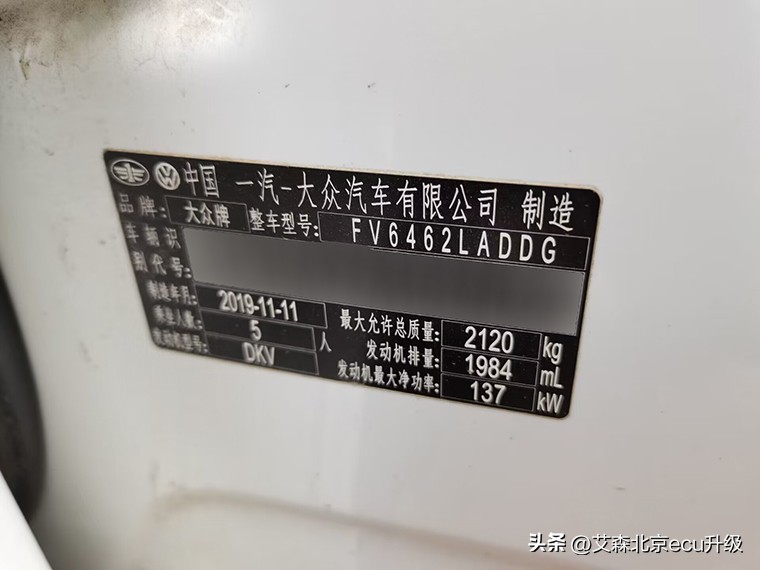 中国 一汽-大众汽车有限公司 制造
品牌: 大众牌 整车型号: FV6462LADDG
车辆识别代号:
制造年月: 2019-11-11 最大允许总质量: 2120 kg
乘坐人数: 5 人 发动机排量: 1984 mL
发动机型号: DKV 发动机最大净功率: 137 kW
头条 @艾森北京ecu升级